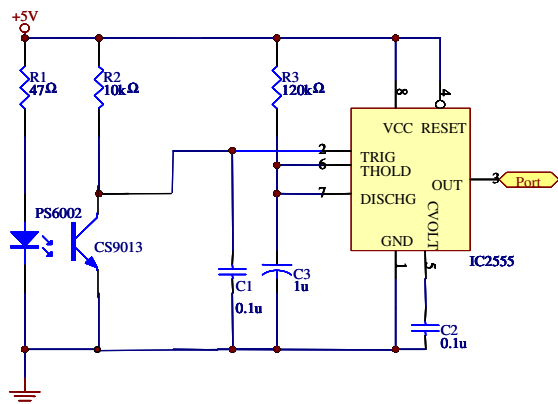 +5V
R1
47Ω
R2
10kΩ
R3
120kΩ
8
4
VCC RESET
2
TRIG
6
THOLD
7
DISCHG
OUT
3
Port
CVOLT
GND
1
5
IC2555
PS6002
CS9013
C1
0.1u
C3
1u
C2
0.1u